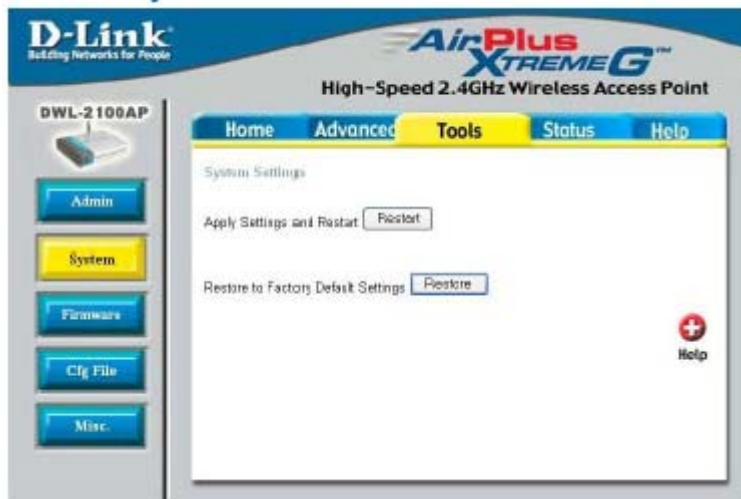 D-Link
Building Networks for People
AirPlus
XTREME G™
High-Speed 2.4GHz Wireless Access Point
DWL-2100AP
Home Advanced Tools Status Help
Admin
System
Firmware
Cfg File
Misc.
System Settings
Apply Settings and Restart Restart
Restore to Factory Default Settings Restore
Help